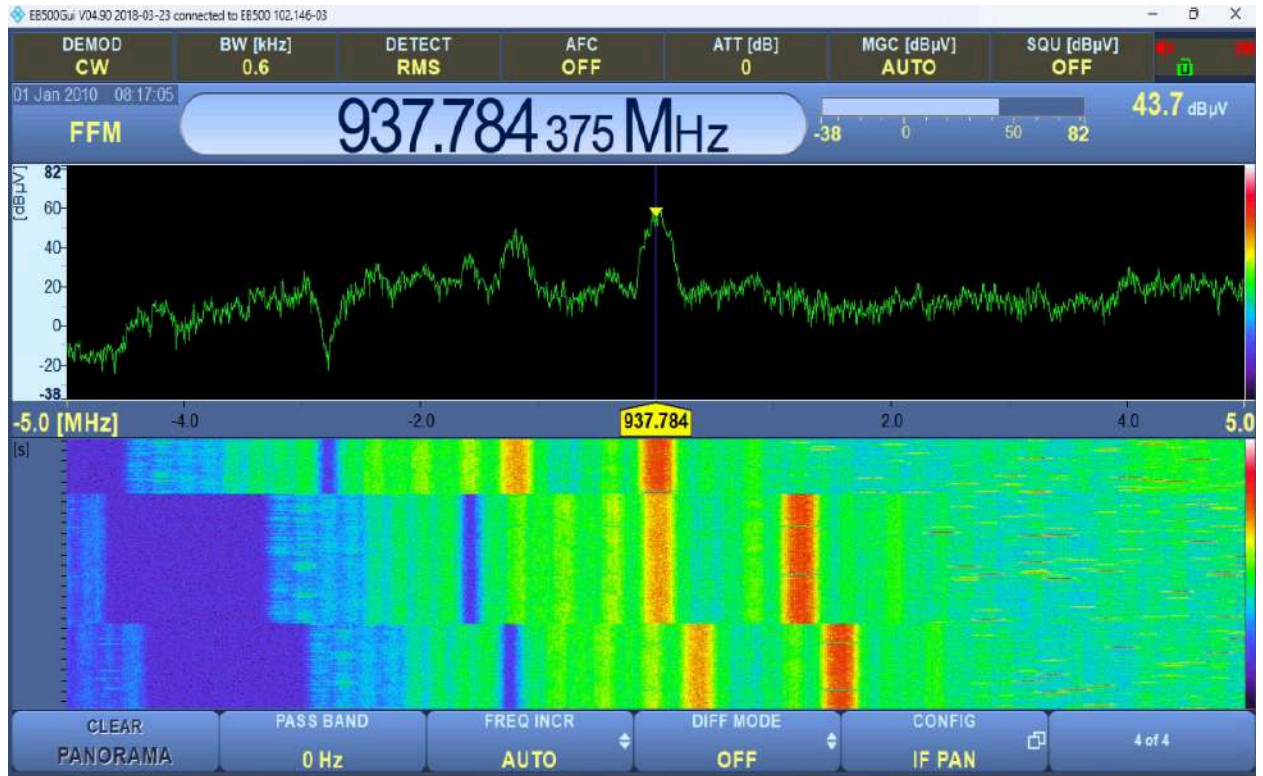 EB500Gui V04.90 2018-03-23 connected to EB500 102.146-03
DEMOD BW [kHz] DETECT AFC ATT [dB] MGC [dBµV] SQU [dBµV]
CW 0.6 RMS OFF 0 AUTO OFF
01 Jan 2010 08:17:05
FFM
937.784 375 MHz
-38 0 50 82
43.7 dBµV
[dBµV]
82
60
40
20
0
-20
-38
-5.0 [MHz] -4.0 -2.0 937.784 2.0 4.0 5.0
[s]
CLEAR PASS BAND FREQ INCR DIFF MODE CONFIG 4 of 4
PANORAMA 0 Hz AUTO OFF IF PAN